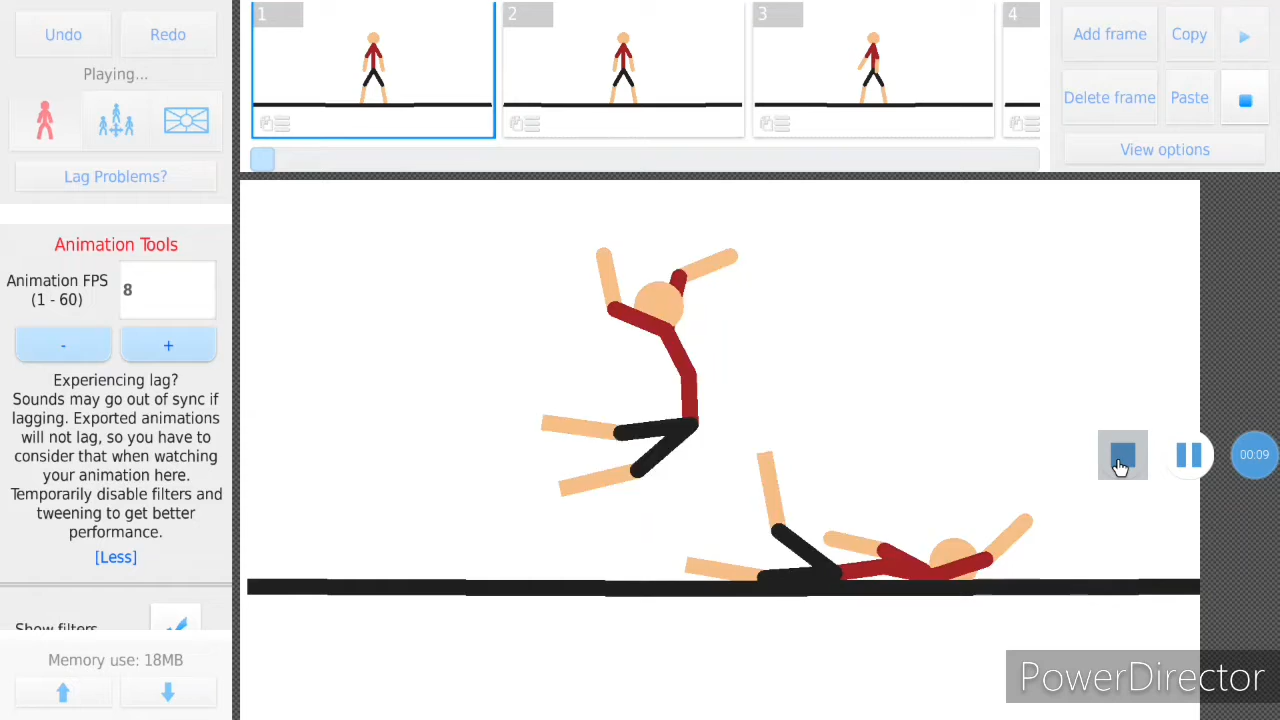 Undo
Redo
Playing...
Lag Problems?
Animation Tools
Animation FPS
(1 - 60)
8
-
+
Experiencing lag?
Sounds may go out of sync if
lagging. Exported animations
will not lag, so you have to
consider that when watching
your animation here.
Temporarily disable filters and
tweening to get better
performance.
[Less]
Show filters
Memory use: 18MB
1
2
3
4
Add frame
Copy
Delete frame
Paste
View options
00:09
PowerDirector